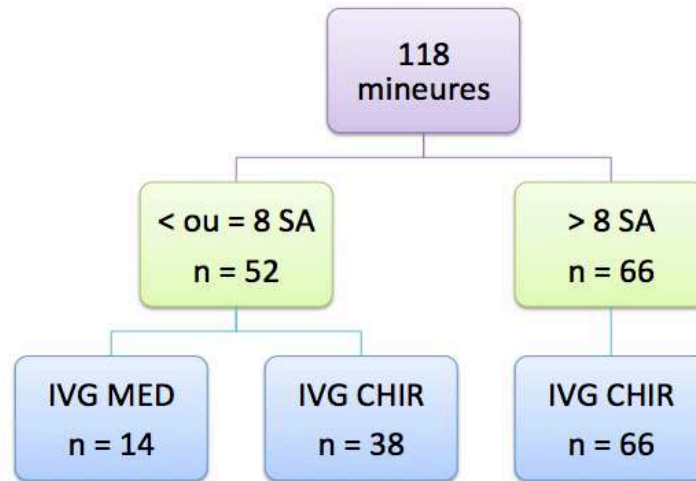 118
mineures
< ou = 8 SA
n = 52
> 8 SA
n = 66
IVG MED
n = 14
IVG CHIR
n = 38
IVG CHIR
n = 66